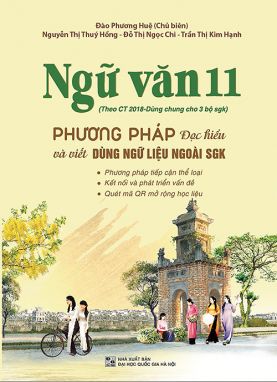 Đào Phương Huệ (Chủ biên)
Nguyễn Thị Thuý Hồng - Đỗ Thị Ngọc Chi - Trần Thị Kim Hạnh
Ngữ văn 11
(Theo CT 2018-Dùng chung cho 3 bộ sgk)
PHƯƠNG PHÁP Đọc hiểu
và viết DÙNG NGỮ LIỆU NGOÀI SGK
• Phương pháp tiếp cận thể loại
• Kết nối và phát triển vấn đề
• Quét mã QR mở rộng học liệu
NHÀ XUẤT BẢN
ĐẠI HỌC QUỐC GIA HÀ NỘI